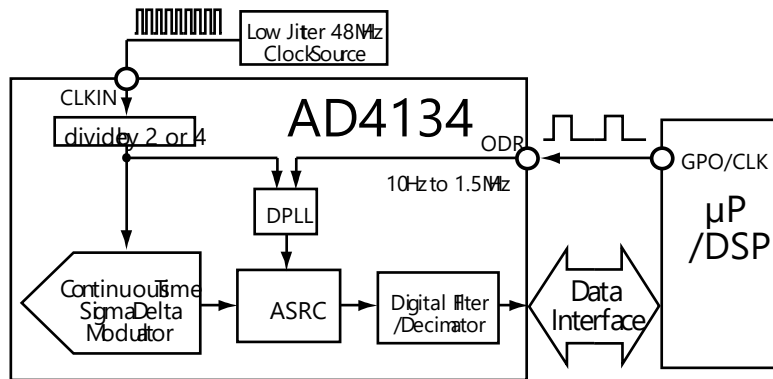 Low Jitter 48MHz
Clock Source
CLKIN
AD4134
divide by 2 or 4
ODR
GPO/CLK
10Hz to 1.5MHz
DPLL
µP
/DSP
Continuous Time
Sigma Delta
Modulator
ASRC
Digital Filter
/Decimator
Data
Interface